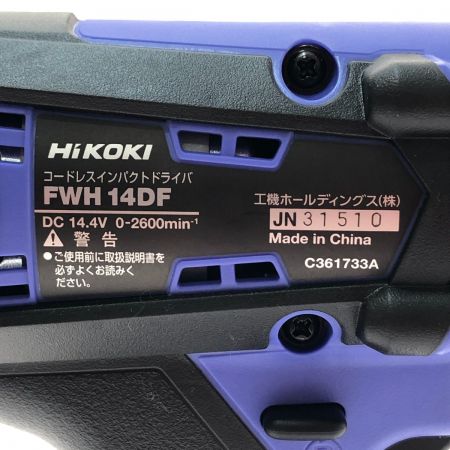 HiKOKI
コードレスインパクトドライバ
FWH 14DF
DC 14.4V 0-2600min⁻¹
⚠ 警告
●ご使用前に取扱説明書を
必ずよくお読み
ください。
工機ホールディングス(株)
JN 31510
Made in China
C361733A